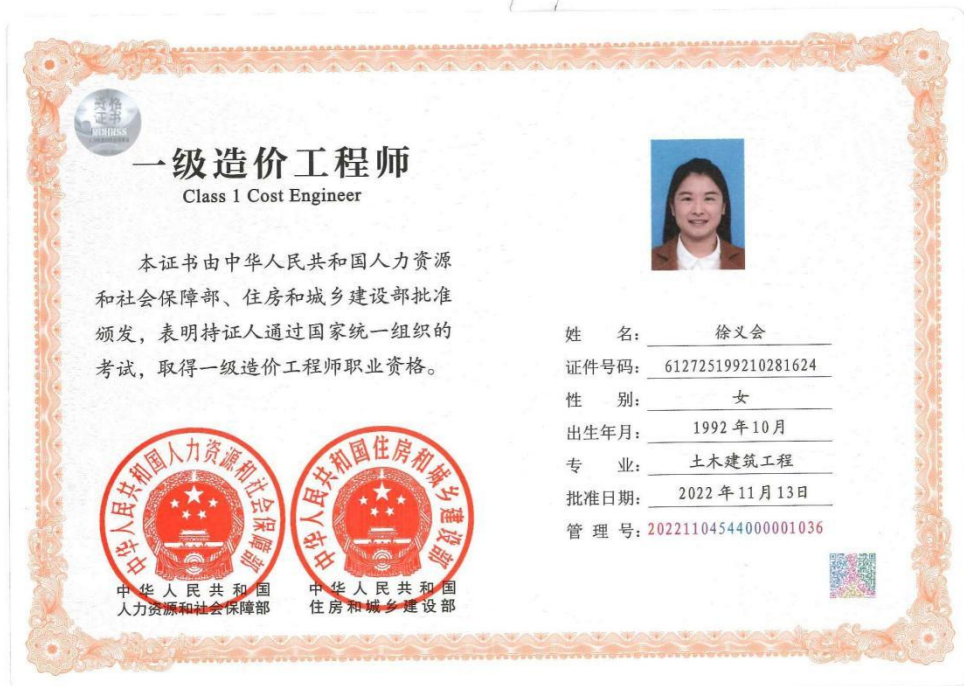 资格
证书
一级造价工程师
Class 1 Cost Engineer
本证书由中华人民共和国人力资源
和社会保障部、住房和城乡建设部批准
颁发，表明持证人通过国家统一组织的
考试，取得一级造价工程师职业资格。
中华人民共和国人力资源和社会保障部
中华人民共和国
人力资源和社会保障部
中华人民共和国住房和城乡建设部
中华人民共和国
住房和城乡建设部
姓 名： 徐义会
证件号码： 612725199210281624
性 别： 女
出生年月： 1992年10月
专 业： 土木建筑工程
批准日期： 2022年11月13日
管 理 号： 20221104544000001036